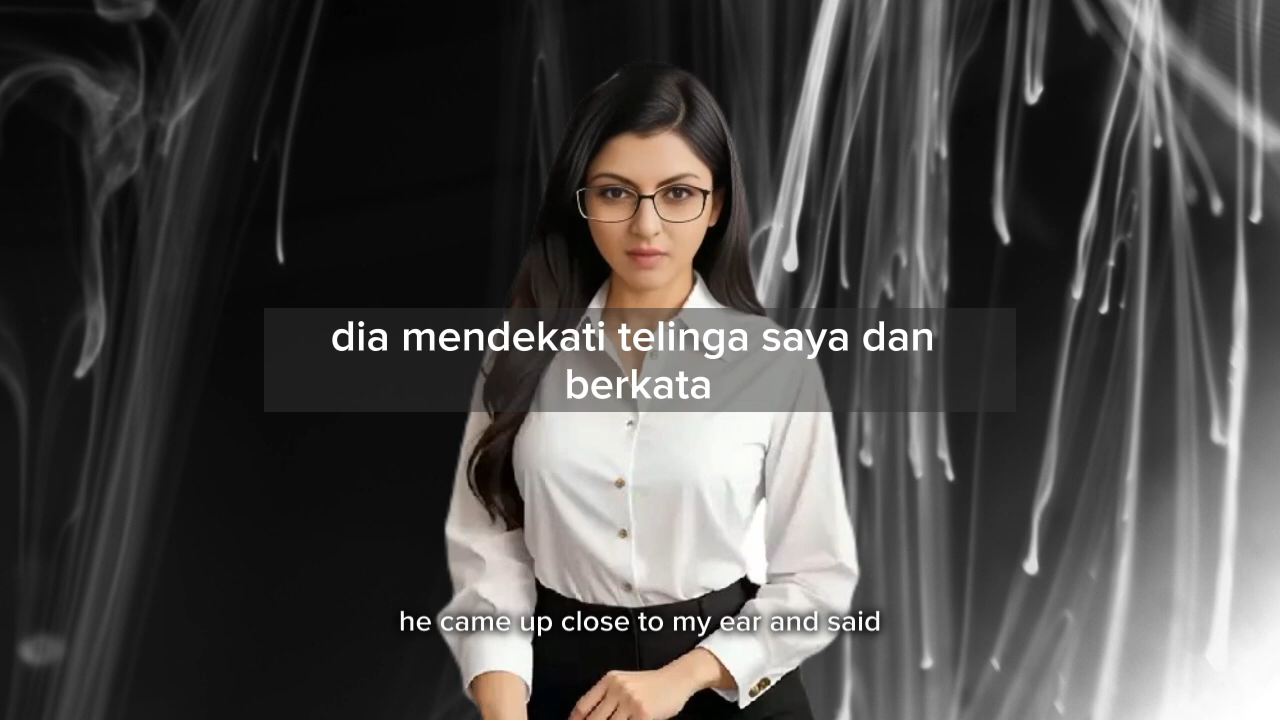 dia mendekati telinga saya dan
berkata
he came up close to my ear and said